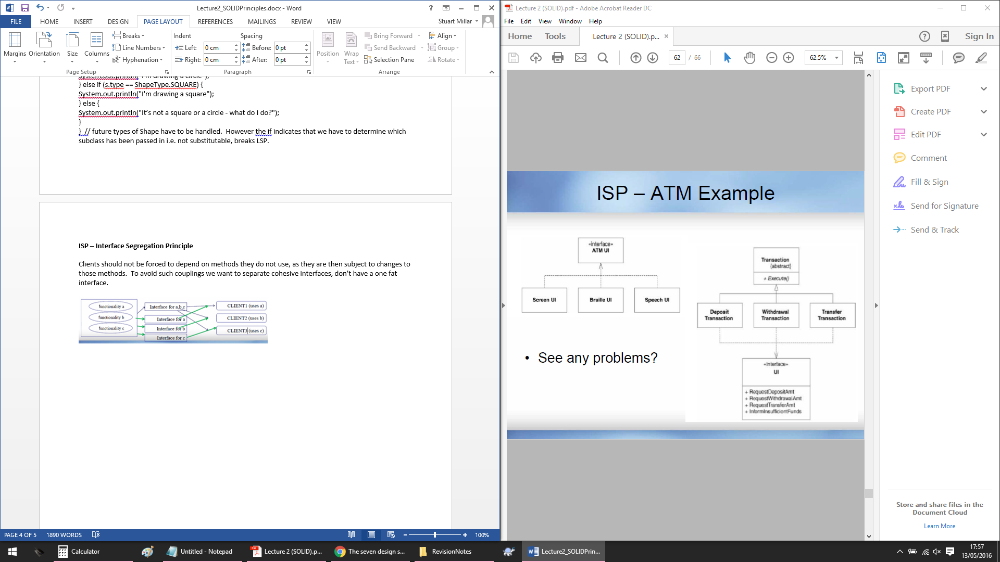 Lecture2_SOLIDPrinciples.docx - Word
FILE HOME INSERT DESIGN PAGE LAYOUT REFERENCES MAILINGS REVIEW VIEW Stuart Millar
Margins Orientation Size Columns
Breaks
Line Numbers
Hyphenation
Page Setup
Indent Spacing
Left: 0 cm Before: 0 pt
Right: 0 cm After: 0 pt
Paragraph
Position Wrap Text
Bring Forward
Send Backward
Selection Pane
Align
Group
Rotate
Arrange
System.out.println("I'm drawing a circle");
} else if (s.type == ShapeType.SQUARE) {
System.out.println("I'm drawing a square");
} else {
System.out.println("It’s not a square or a circle - what do I do?");
}
} // future types of Shape have to be handled. However the if indicates that we have to determine which
subclass has been passed in i.e. not substitutable, breaks LSP.
ISP – Interface Segregation Principle
Clients should not be forced to depend on methods they do not use, as they are then subject to changes to
those methods. To avoid such couplings we want to separate cohesive interfaces, don’t have a one fat
interface.
functionality a
functionality b
functionality c
Interface for a,b,c
Interface for a
Interface for b
Interface for c
CLIENT1 (uses a)
CLIENT2 (uses b)
CLIENT3 (uses c)
PAGE 4 OF 5 1890 WORDS 100%
Lecture 2 (SOLID).pdf - Adobe Acrobat Reader DC
File Edit View Window Help
Home Tools Lecture 2 (SOLID).p... × Sign In
62 / 66 62.5%
ISP – ATM Example
«interface»
ATM UI
Screen UI Braille UI Speech UI
• See any problems?
Transaction
(abstract)
+ Execute()
Deposit Transaction
Withdrawal Transaction
Transfer Transaction
«interface»
UI
+ RequestDepositAmt
+ RequestWithdrawalAmt
+ RequestTransferAmt
+ InformInsufficientFunds
Export PDF
Create PDF
Edit PDF
Comment
Fill & Sign
Send for Signature
Send & Track
Store and share files in the
Document Cloud
Learn More
Calculator
Untitled - Notepad
Lecture 2 (SOLID).p...
The seven design s...
RevisionNotes
Lecture2_SOLIDPrin...
17:57
13/05/2016